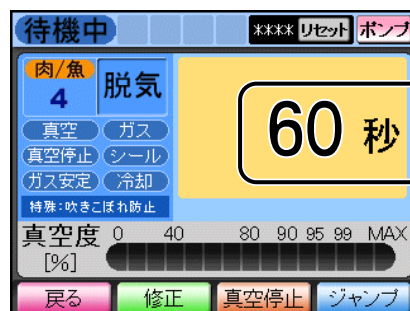 待機中 **** リセット ポンプ
肉/魚
4
脱気
60 秒
真空 ガス
真空停止 シール
ガス安定 冷却
特殊:吹きこぼれ防止
真空度 0 40 80 90 95 99 MAX
[%]
戻る 修正 真空停止 ジャンプ